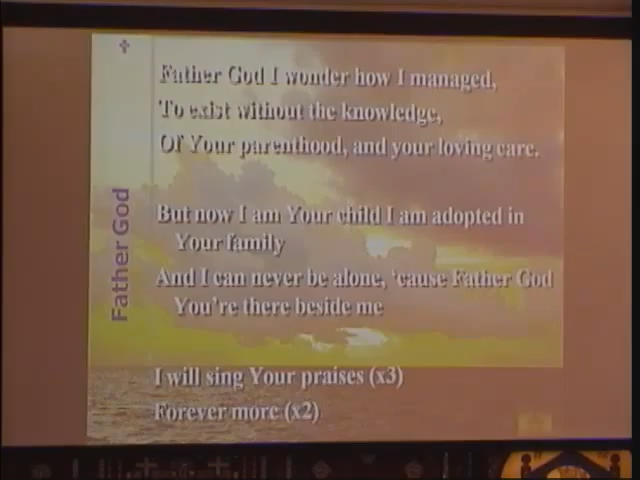 Father God
Father God I wonder how I managed,
To exist without the knowledge,
Of Your parenthood, and your loving care.
But now I am Your child I am adopted in
Your family
And I can never be alone, ‘cause Father God
You're there beside me
I will sing Your praises (x3)
Forever more (x2)